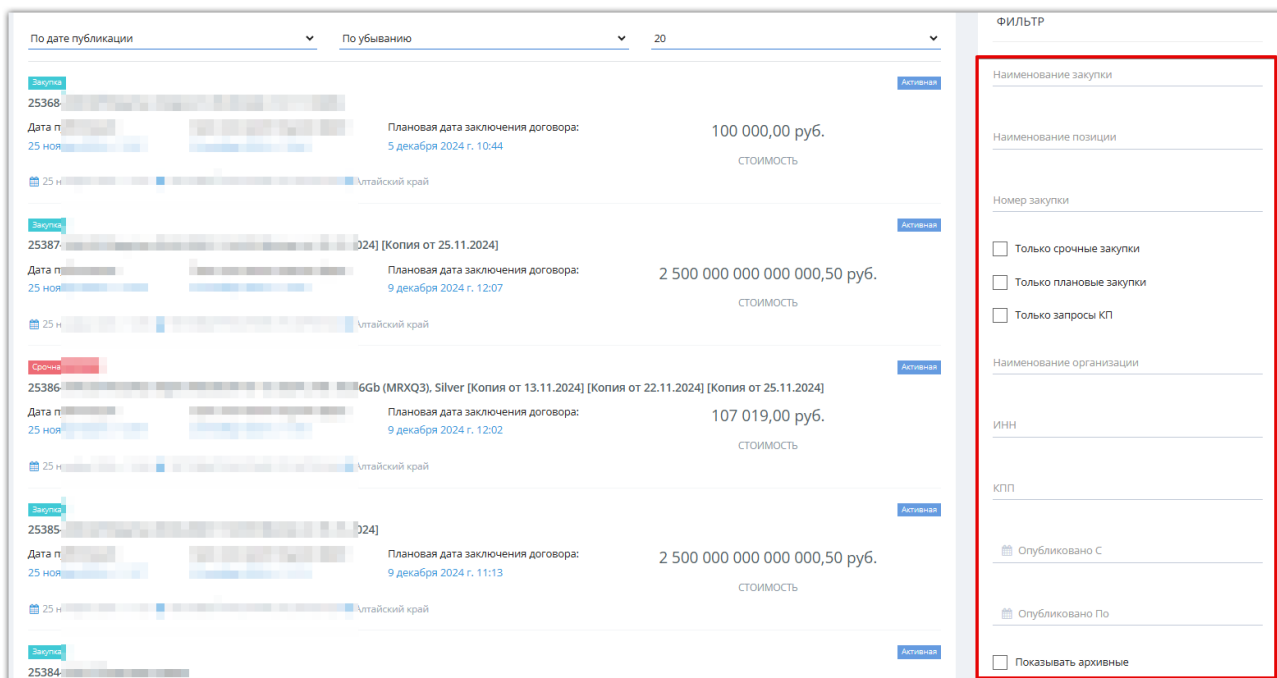 По дате публикации
По убыванию
20
Закупка
Активная
25368-
Дата п
Плановая дата заключения договора:
100 000,00 руб.
25 ноя
5 декабря 2024 г. 10:44
СТОИМОСТЬ
25 н
Алтайский край
Закупка
Активная
25387-
024] [Копия от 25.11.2024]
Дата п
Плановая дата заключения договора:
2 500 000 000 000 000,50 руб.
25 ноя
9 декабря 2024 г. 12:07
СТОИМОСТЬ
25 н
Алтайский край
Срочна
Активная
25386-
6Gb (MRXQ3), Silver [Копия от 13.11.2024] [Копия от 22.11.2024] [Копия от 25.11.2024]
Дата п
Плановая дата заключения договора:
107 019,00 руб.
25 ноя
9 декабря 2024 г. 12:02
СТОИМОСТЬ
25 н
Алтайский край
Закупка
Активная
25385-
024]
Дата п
Плановая дата заключения договора:
2 500 000 000 000 000,50 руб.
25 ноя
9 декабря 2024 г. 11:13
СТОИМОСТЬ
25 н
Алтайский край
Закупка
Активная
25384-
ФИЛЬТР
Наименование закупки
Наименование позиции
Номер закупки
Только срочные закупки
Только плановые закупки
Только запросы КП
Наименование организации
ИНН
КПП
Опубликовано С
Опубликовано По
Показывать архивные